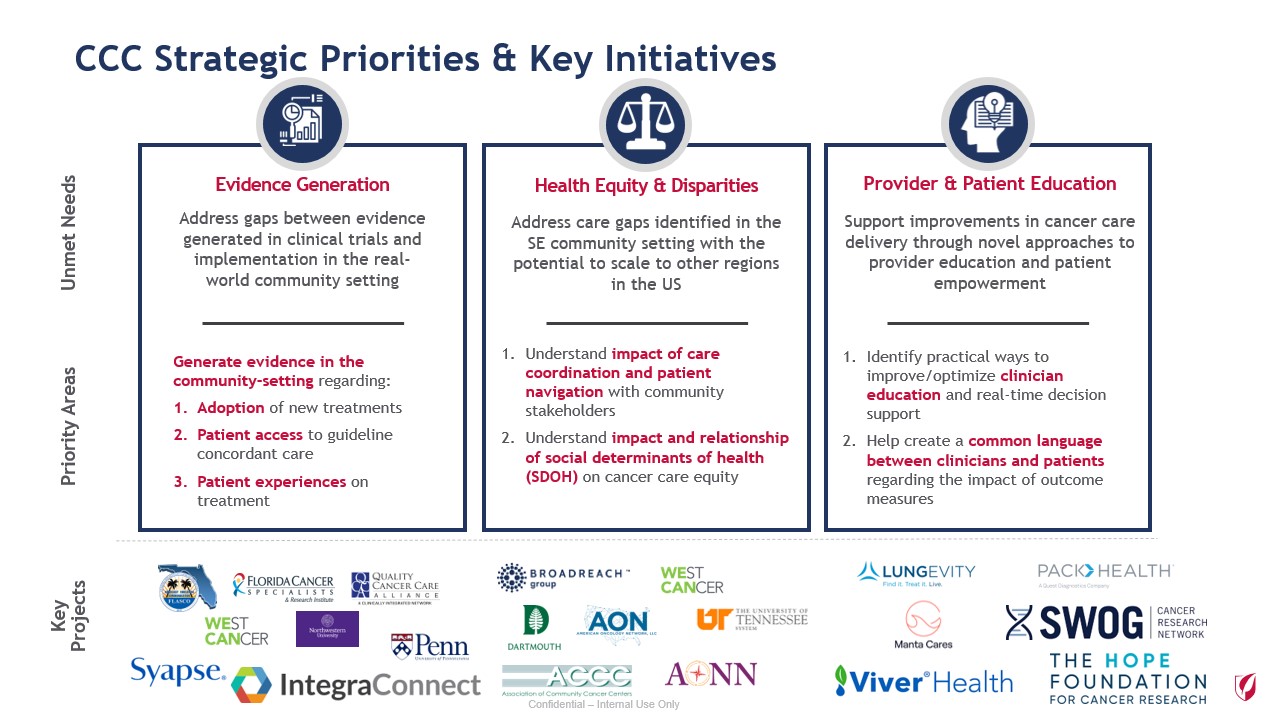 CCC Strategic Priorities & Key Initiatives
Unmet Needs
Evidence Generation
Address gaps between evidence
generated in clinical trials and
implementation in the real-
world community setting
Health Equity & Disparities
Address care gaps identified in the
SE community setting with the
potential to scale to other regions
in the US
Provider & Patient Education
Support improvements in cancer care
delivery through novel approaches to
provider education and patient
empowerment
Priority Areas
Generate evidence in the
community-setting regarding:
1. Adoption of new treatments
2. Patient access to guideline
concordant care
3. Patient experiences on
treatment
1. Understand impact of care
coordination and patient
navigation with community
stakeholders
2. Understand impact and relationship
of social determinants of health
(SDOH) on cancer care equity
1. Identify practical ways to
improve/optimize clinician
education and real-time decision
support
2. Help create a common language
between clinicians and patients
regarding the impact of outcome
measures
Key
Projects
FLASCO
FLORIDA CANCER
SPECIALISTS
& Research Institute
QUALITY
CANCER CARE
ALLIANCE
A CLINICALLY INTEGRATED NETWORK
WEST
CANCER
Northwestern
University
Penn
UNIVERSITY OF PENNSYLVANIA
Syapse®
IntegraConnect
BROADREACH™
group
WEST
CANCER
DARTMOUTH
AON
AMERICAN ONCOLOGY NETWORK, LLC
UT
THE UNIVERSITY OF
TENNESSEE
SYSTEM
ACCC
Association of Community Cancer Centers
AONN
LUNGEVITY
Find it. Treat it. Live.
PACK HEALTH
A Quest Diagnostics Company
Manta Cares
SWOG
CANCER
RESEARCH
NETWORK
Viver® Health
THE HOPE
FOUNDATION
FOR CANCER RESEARCH
Confidential – Internal Use Only